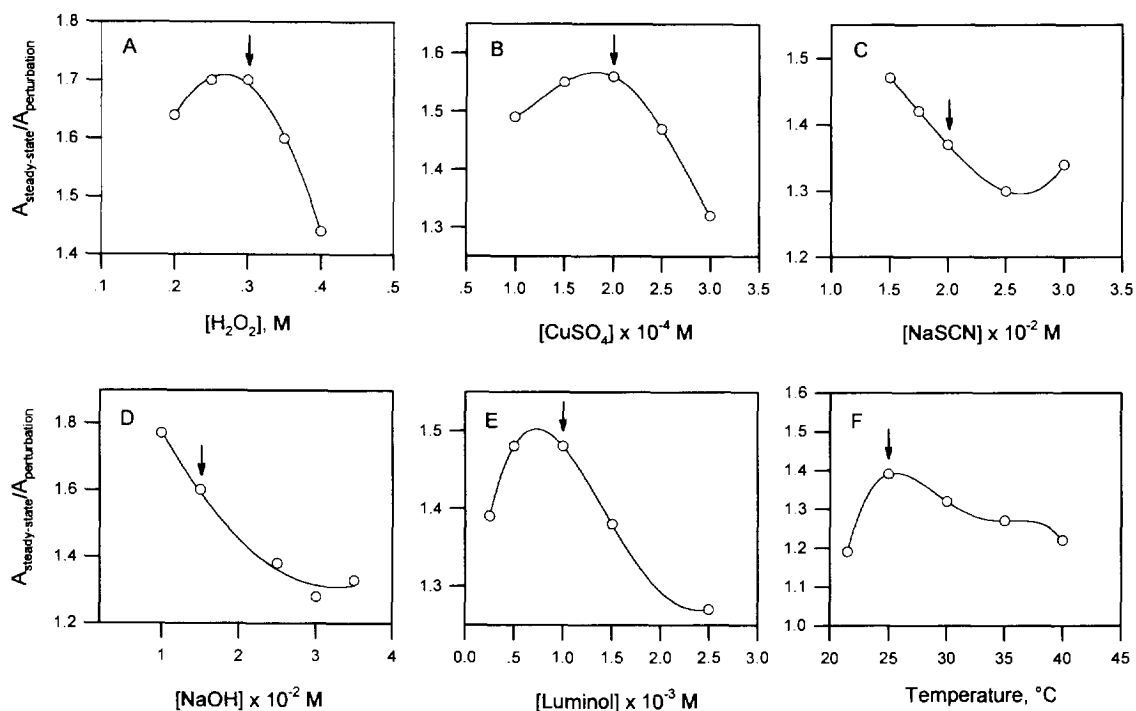 A
A_steady-state/A_perturbation
1.8
1.7
1.6
1.5
1.4
.1 .2 .3 .4 .5
[H₂O₂], M
B
1.6
1.5
1.4
1.3
.5 1.0 1.5 2.0 2.5 3.0 3.5
[CuSO₄] x 10⁻⁴ M
C
1.5
1.4
1.3
1.2
1.0 1.5 2.0 2.5 3.0 3.5
[NaSCN] x 10⁻² M
D
A_steady-state/A_perturbation
1.8
1.6
1.4
1.2
1 2 3 4
[NaOH] x 10⁻² M
E
1.5
1.4
1.3
0.0 .5 1.0 1.5 2.0 2.5 3.0
[Luminol] x 10⁻³ M
F
1.6
1.5
1.4
1.3
1.2
1.1
1.0
20 25 30 35 40 45
Temperature, °C